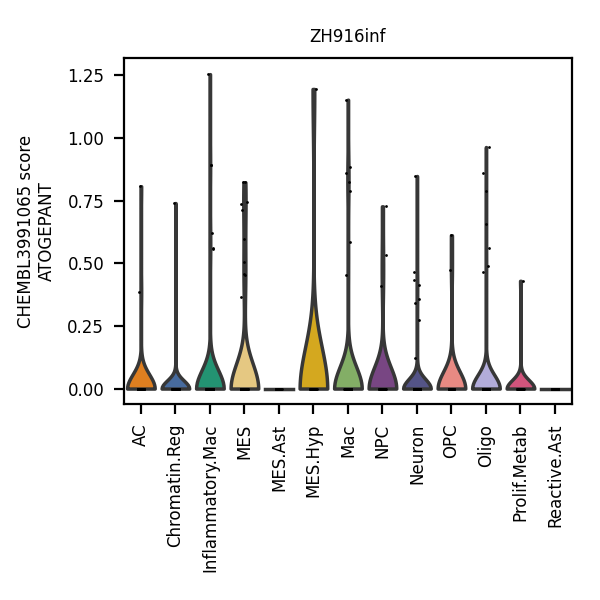 ZH916inf
CHEMBL3991065 score
ATOGEPANT
1.25
1.00
0.75
0.50
0.25
0.00
AC
Chromatin.Reg
Inflammatory.Mac
MES
MES.Ast
MES.Hyp
Mac
NPC
Neuron
OPC
Oligo
Prolif.Metab
Reactive.Ast